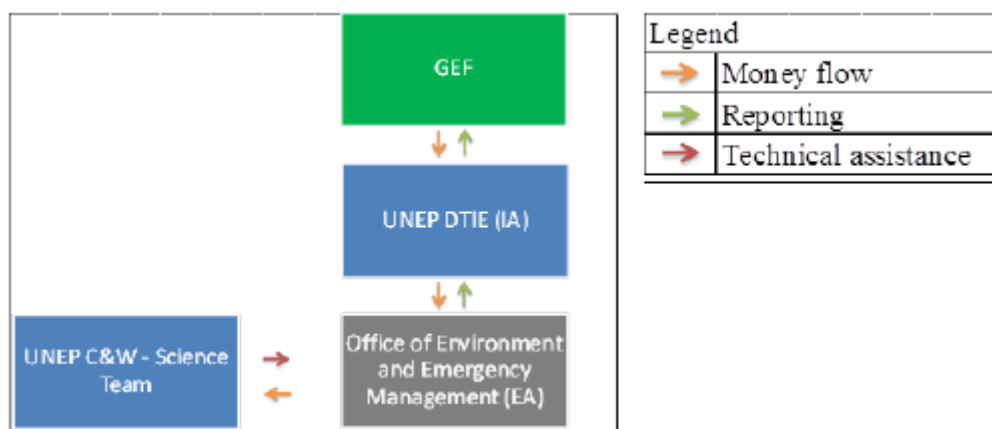 GEF
Legend
Money flow
Reporting
Technical assistance
UNEP DTIE (IA)
UNEP C&W - Science
Team
Office of Environment
and Emergency
Management (EA)